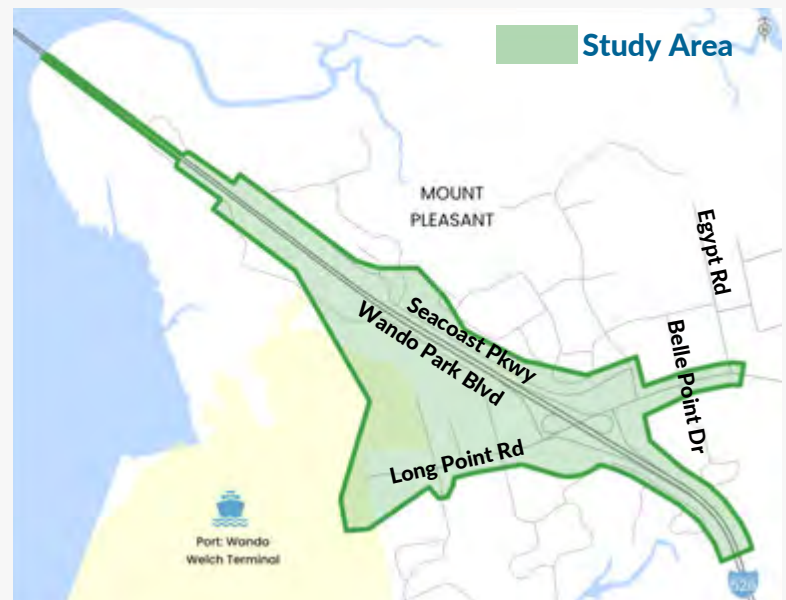 Study Area
MOUNT
PLEASANT
Egypt Rd
Seacoast Pkwy
Wando Park Blvd
Belle Point Dr
Long Point Rd
Port: Wando
Welch Terminal
526